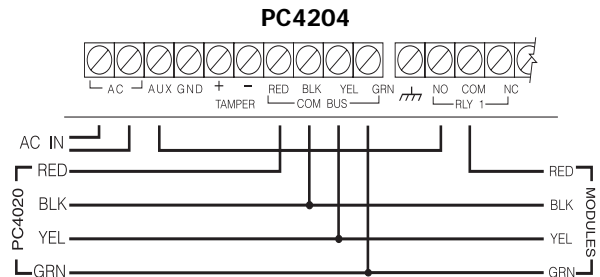 PC4204
AC AUX GND + − RED BLK YEL GRN NO COM NC
TAMPER COM BUS RLY 1
AC IN
RED RED
BLK BLK
YEL YEL
GRN GRN
PC4020
MODULES